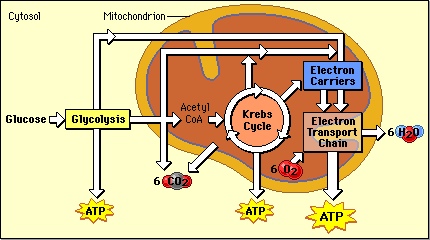 Cytosol
Mitochondrion
Electron
Carriers
Acetyl
CoA
Krebs
Cycle
Glucose
Glycolysis
Electron
Transport
Chain
6 H2O
6 O2
6 CO2
ATP
ATP
ATP